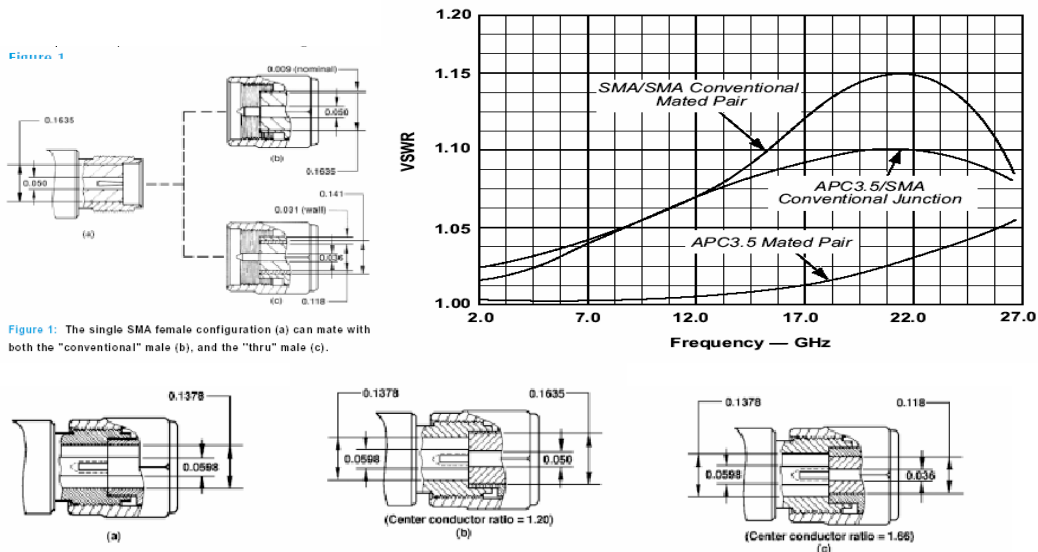 Figure 1
0.009 (nominal)
0.1635
0.050
0.050
(b)
0.1635
(a)
0.141
0.031 (wall)
0.036
(c)
0.118
Figure 1: The single SMA female configuration (a) can mate with
both the "conventional" male (b), and the "thru" male (c).
1.20
1.15
1.10
1.05
1.00
VSWR
SMA/SMA Conventional
Mated Pair
APC3.5/SMA
Conventional Junction
APC3.5 Mated Pair
2.0 7.0 12.0 17.0 22.0 27.0
Frequency — GHz
0.1378
0.0598
(a)
0.1378 0.1635
0.0598 0.050
(Center conductor ratio = 1.20)
(b)
0.1378 0.118
0.0598 0.036
(Center conductor ratio = 1.66)
(c)